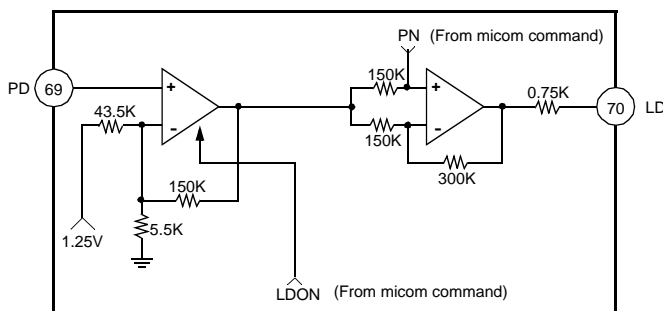 PN (From micom command)
PD
69
150K
0.75K
43.5K
+
+
70
LD
-
-
150K
300K
150K
1.25V
5.5K
LDON (From micom command)